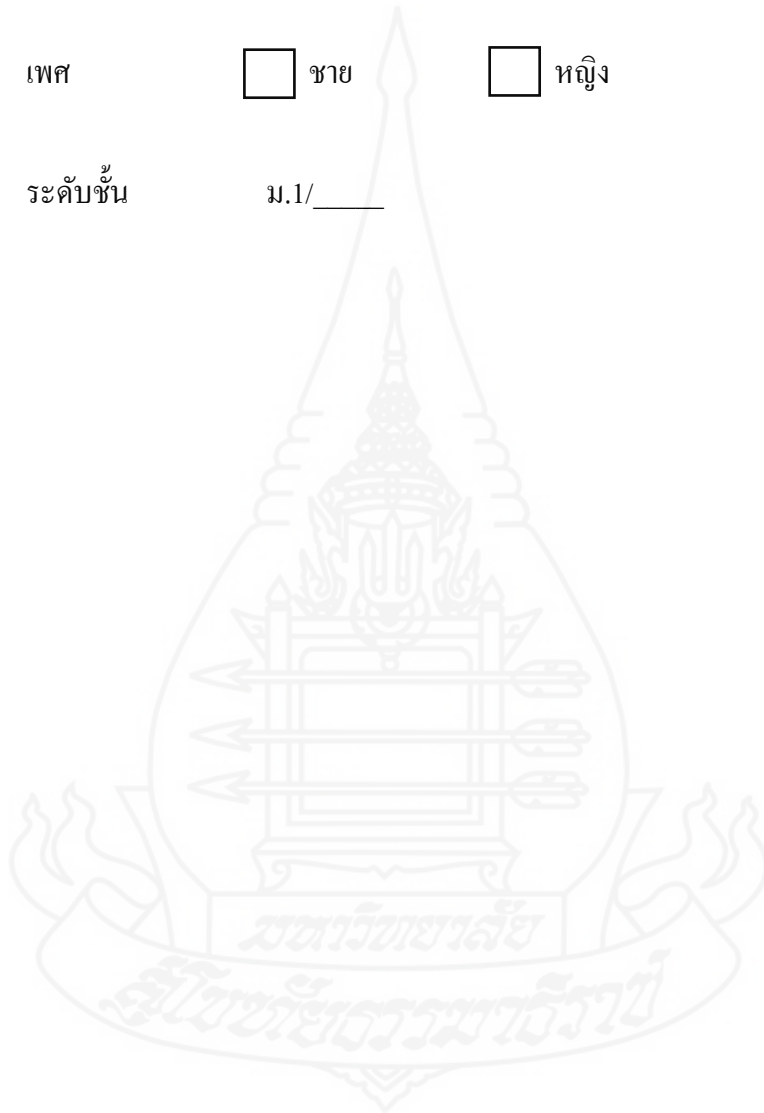 เพศ ชาย หญิง
ระดับชั้น ม.1/_____
มหาวิทยาลัย
สุโขทัยธรรมาธิราช